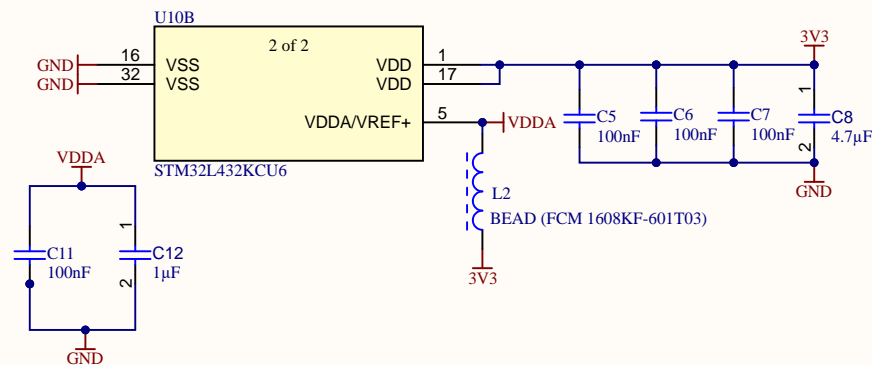 U10B
2 of 2
3V3
GND 16 VSS VDD 1
GND 32 VSS VDD 17
VDDA/VREF+ 5 VDDA
STM32L432KCU6
C5
100nF
C6
100nF
C7
100nF
1
C8
4.7µF
2
GND
VDDA
L2
BEAD (FCM 1608KF-601T03)
3V3
C11
100nF
1
C12
1µF
2
GND